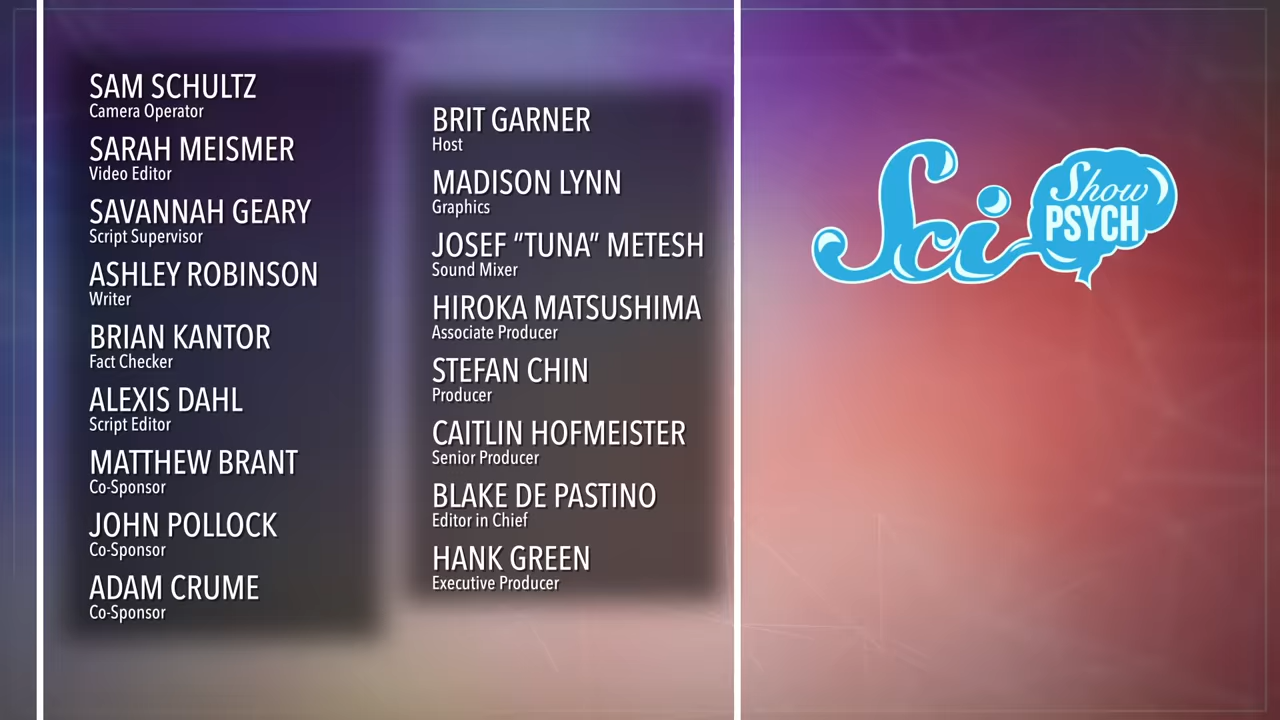 SAM SCHULTZ
Camera Operator
SARAH MEISMER
Video Editor
SAVANNAH GEARY
Script Supervisor
ASHLEY ROBINSON
Writer
BRIAN KANTOR
Fact Checker
ALEXIS DAHL
Script Editor
MATTHEW BRANT
Co-Sponsor
JOHN POLLOCK
Co-Sponsor
ADAM CRUME
Co-Sponsor
BRIT GARNER
Host
MADISON LYNN
Graphics
JOSEF "TUNA" METESH
Sound Mixer
HIROKA MATSUSHIMA
Associate Producer
STEFAN CHIN
Producer
CAITLIN HOFMEISTER
Senior Producer
BLAKE DE PASTINO
Editor in Chief
HANK GREEN
Executive Producer
Sci Show
PSYCH